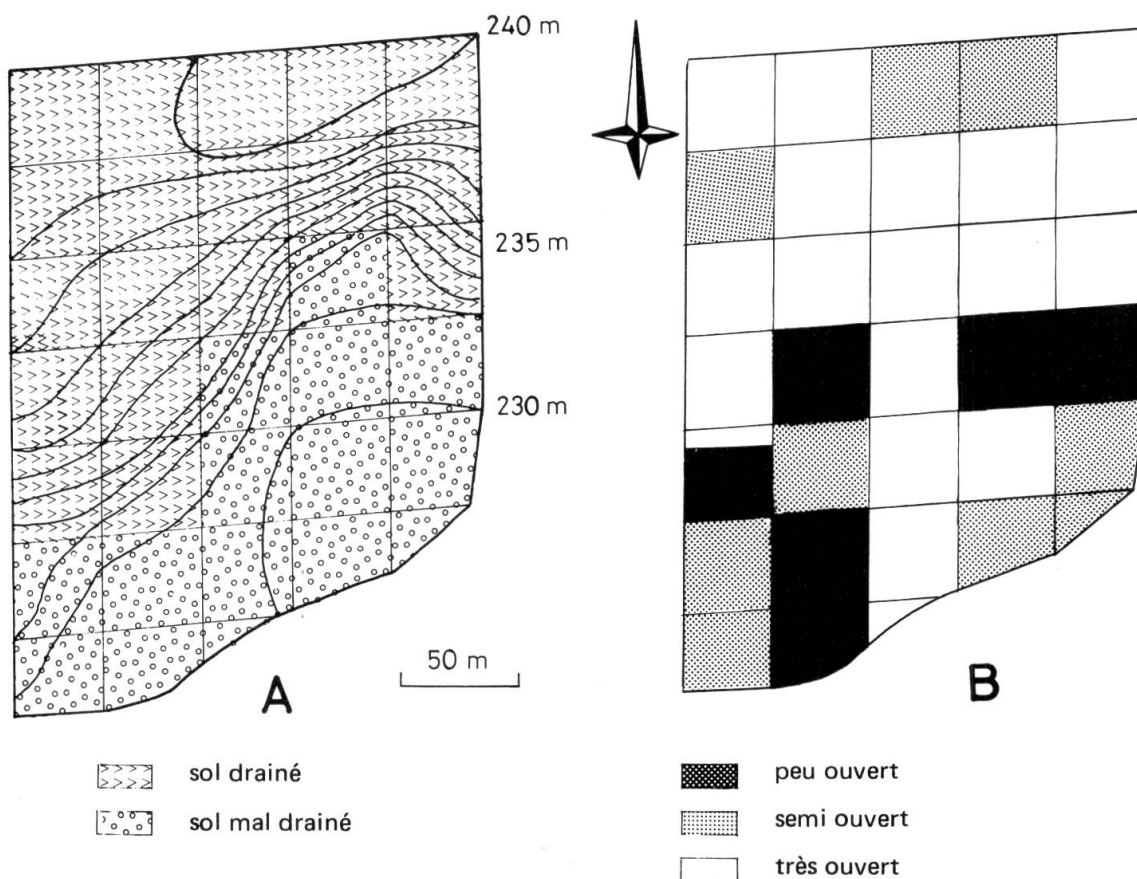 240 m
235 m
230 m
50 m
A
B
sol drainé
sol mal drainé
peu ouvert
semi ouvert
très ouvert